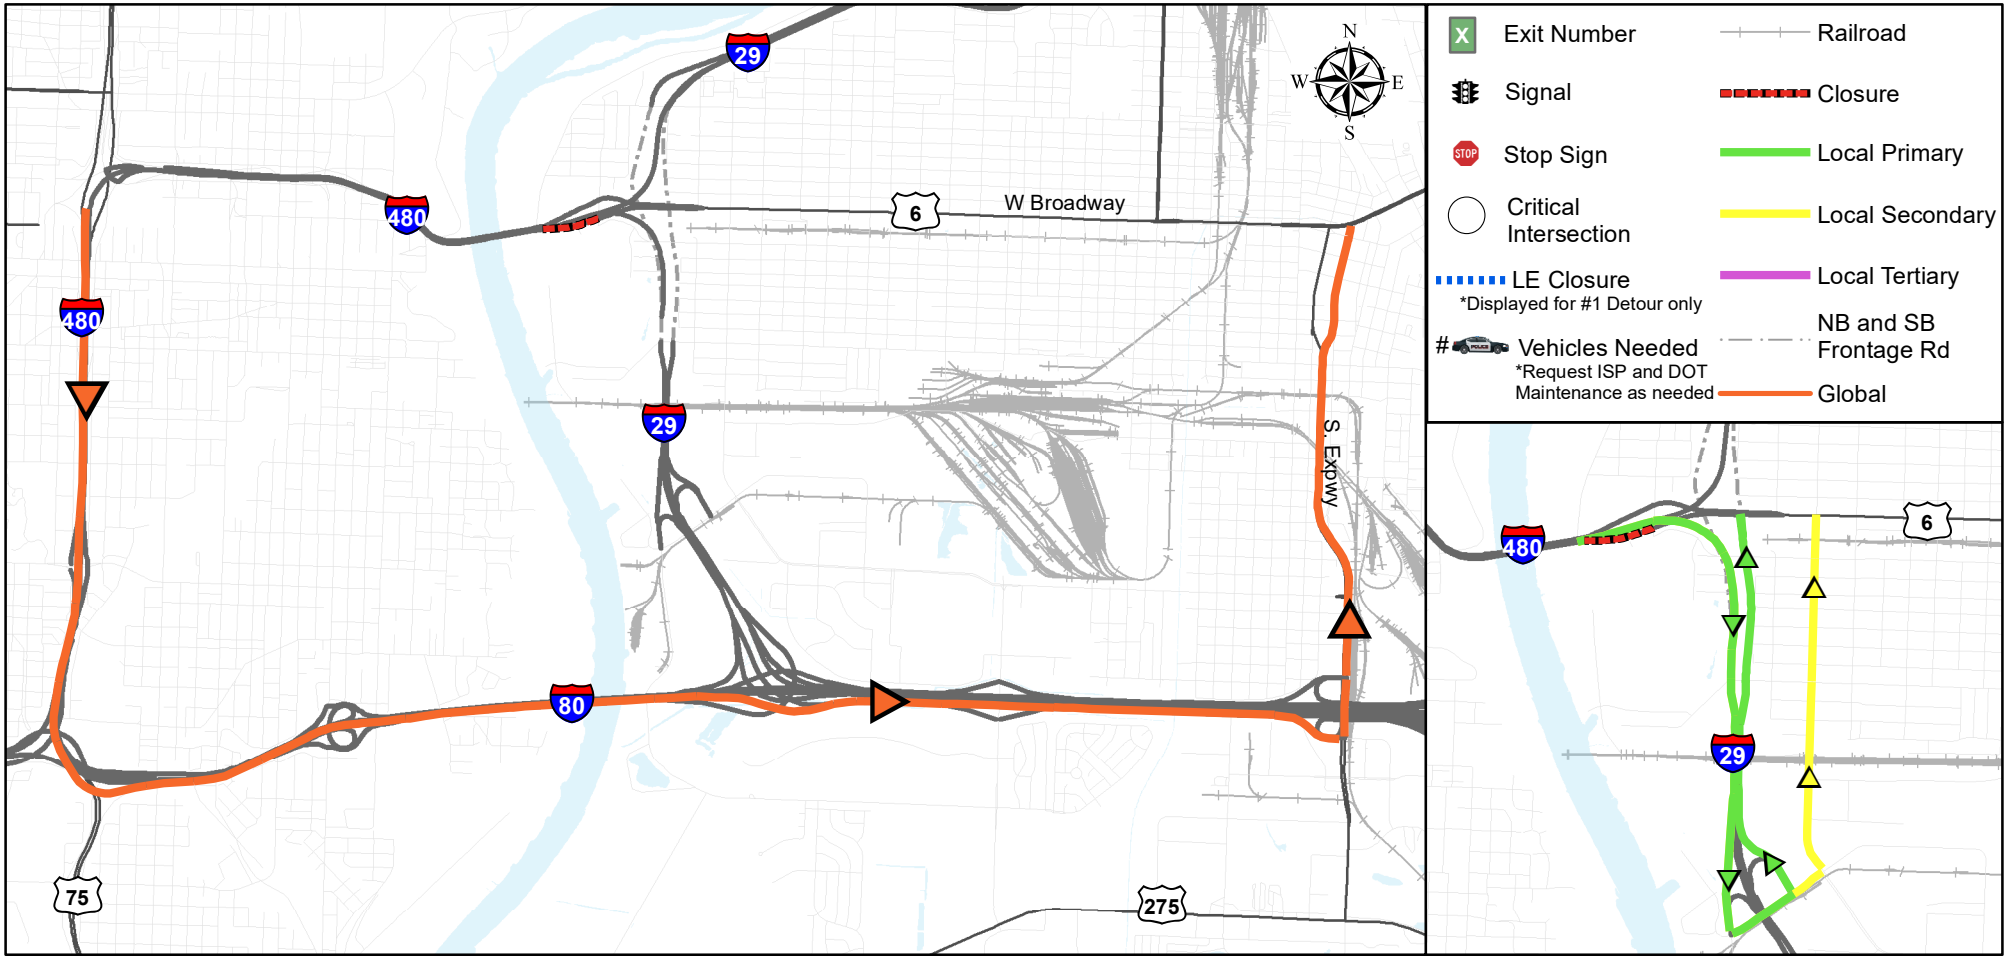 29
N
W E
S
480
6
W Broadway
480
29
S. Expwy
80
75
275
X Exit Number
Signal
STOP Stop Sign
Critical
Intersection
LE Closure
*Displayed for #1 Detour only
# POLICE Vehicles Needed
*Request ISP and DOT
Maintenance as needed
Railroad
Closure
Local Primary
Local Secondary
Local Tertiary
NB and SB
Frontage Rd
Global
480
6
29